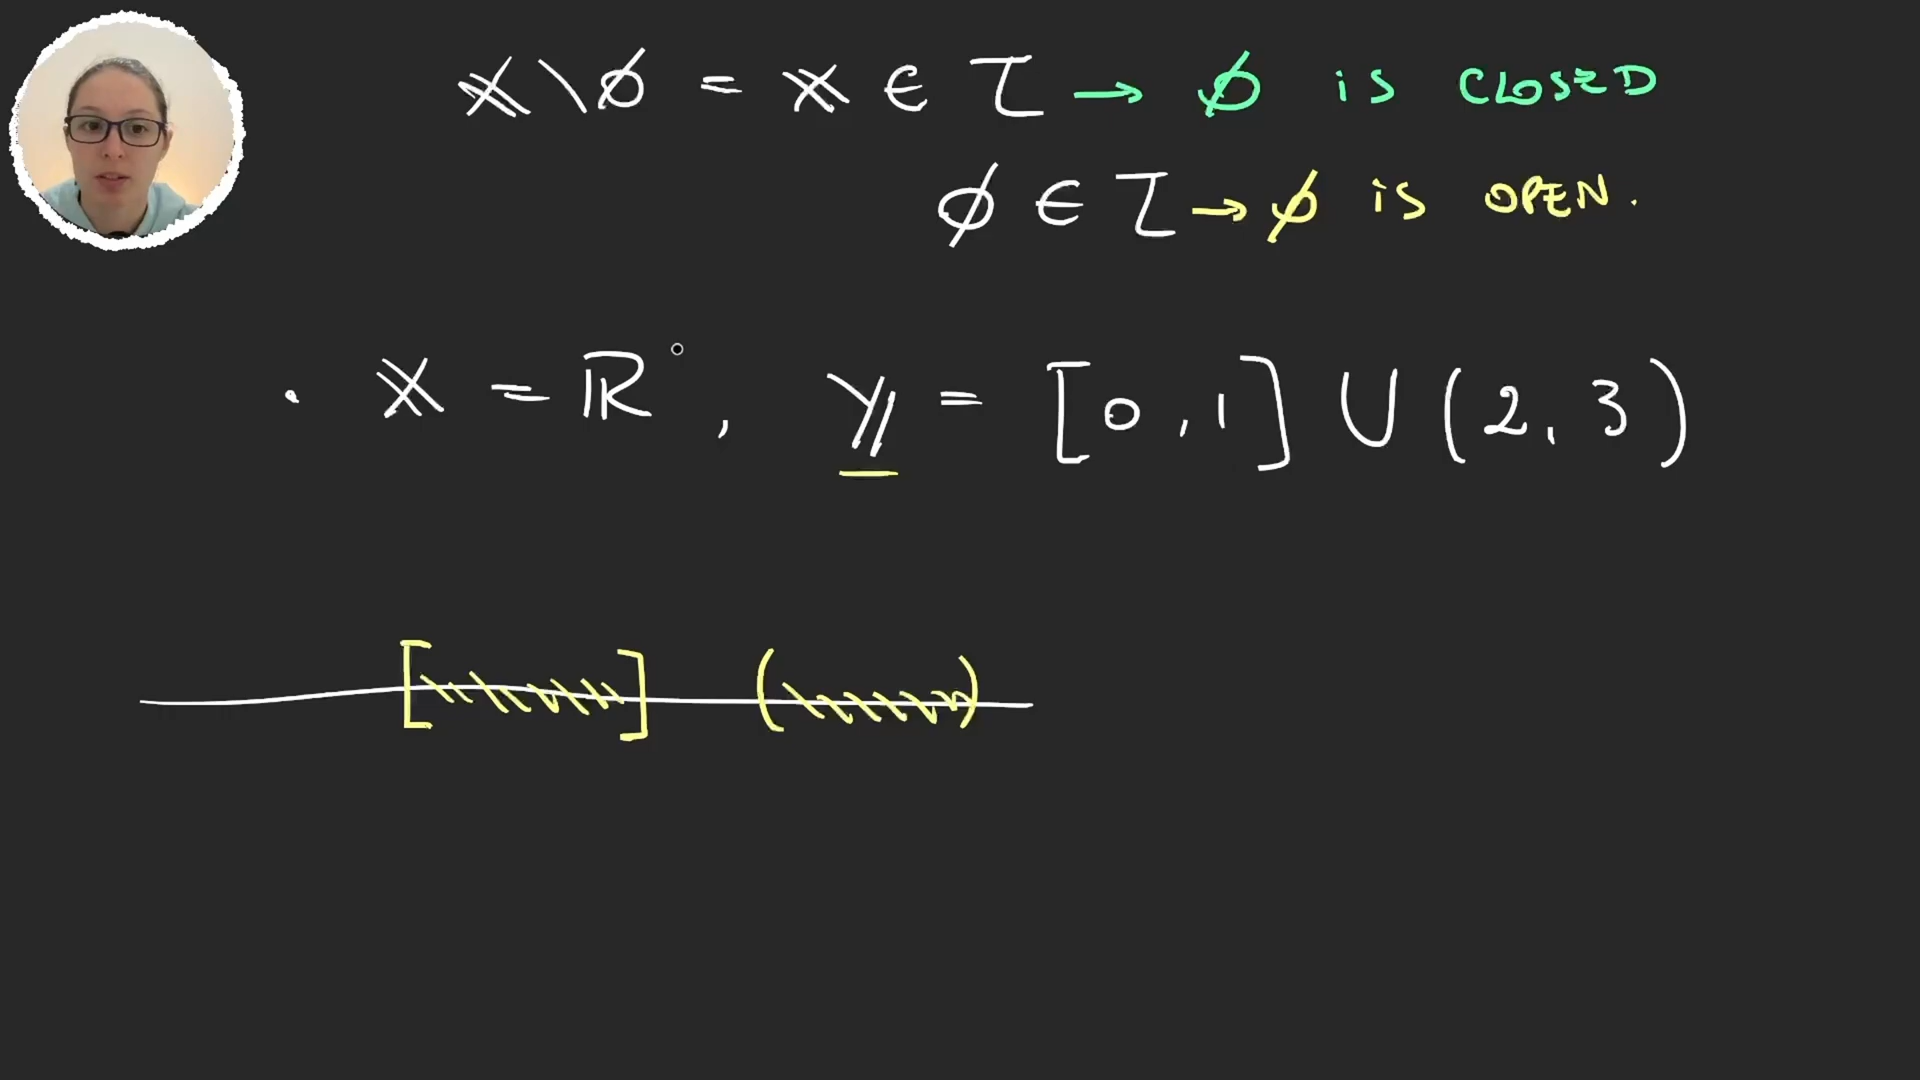 X \ ∅ = X ∈ τ → ∅ is CLOSED
∅ ∈ τ → ∅ is OPEN.
· X = ℝ, Y = [0,1] ∪ (2,3)
[ ] ( )